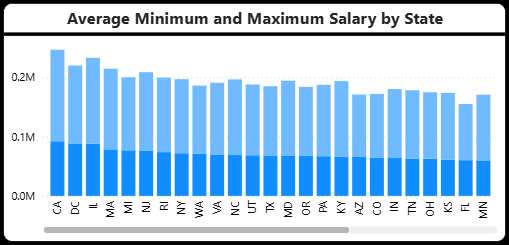 Average Minimum and Maximum Salary by State
0.2M
0.1M
0.0M
CA DC IL MA MI NJ RI NY WA VA NC UT TX MD OR PA KY AZ CO IN TN OH KS FL MN